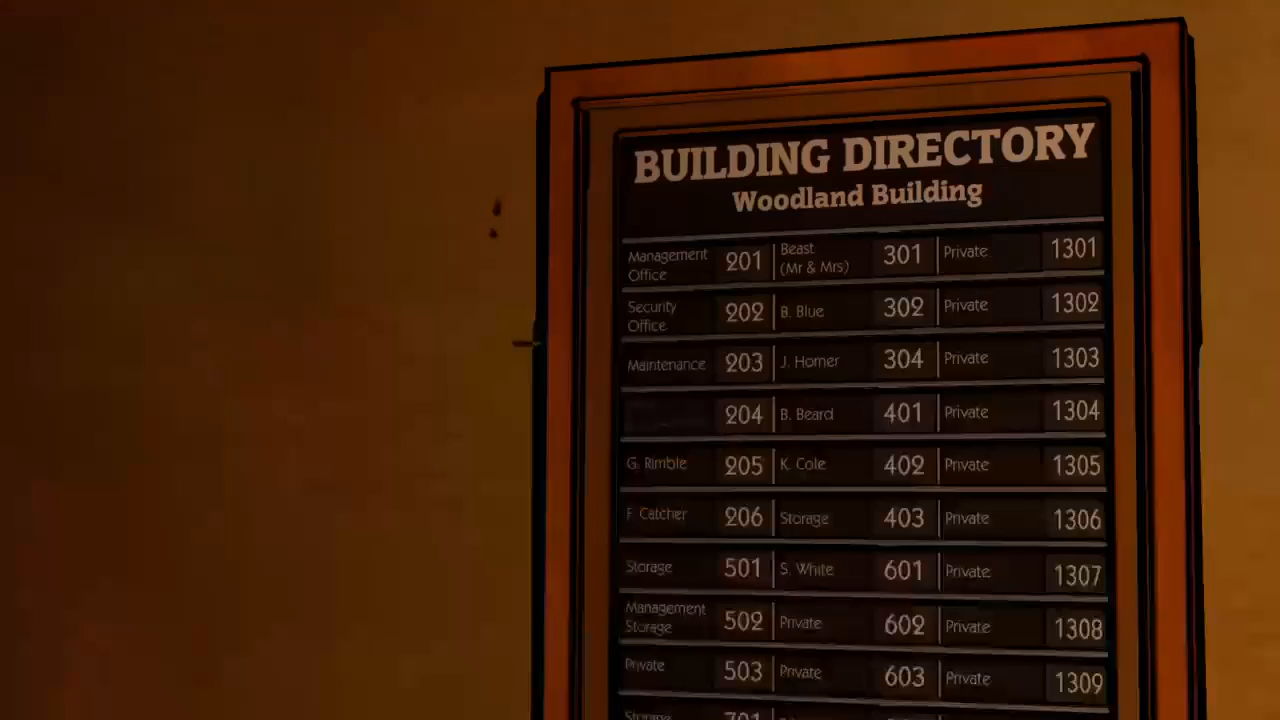 BUILDING DIRECTORY
Woodland Building
Management Office 201 Beast (Mr & Mrs) 301 Private 1301
Security Office 202 B. Blue 302 Private 1302
Maintenance 203 J. Horner 304 Private 1303
204 B. Beard 401 Private 1304
G. Rimble 205 K. Cole 402 Private 1305
F. Catcher 206 Storage 403 Private 1306
Storage 501 S. White 601 Private 1307
Management Storage 502 Private 602 Private 1308
Private 503 Private 603 Private 1309
Storage 701